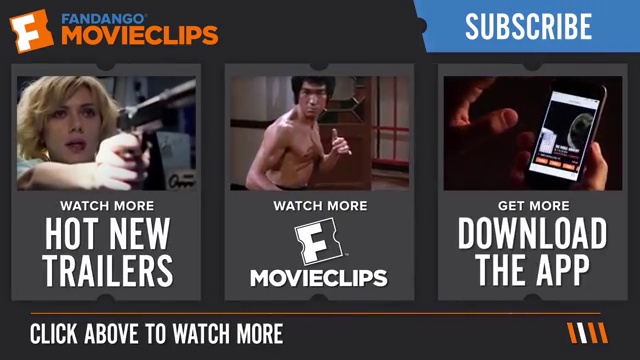 FANDANGO
MOVIECLIPS
SUBSCRIBE
WATCH MORE
HOT NEW
TRAILERS
WATCH MORE
F
MOVIECLIPS
GET MORE
DOWNLOAD
THE APP
CLICK ABOVE TO WATCH MORE